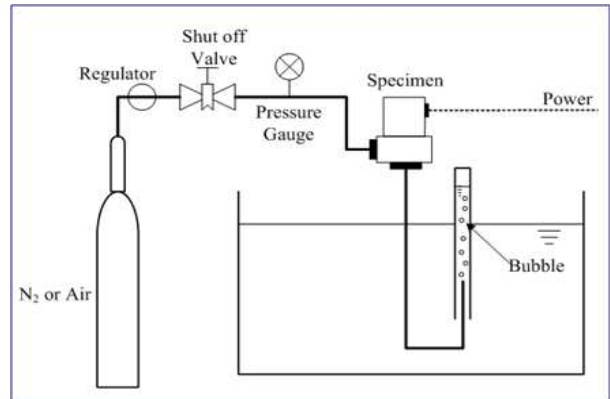 Shut off
Valve
Regulator
Pressure
Gauge
Specimen
Power
Bubble
N₂ or Air